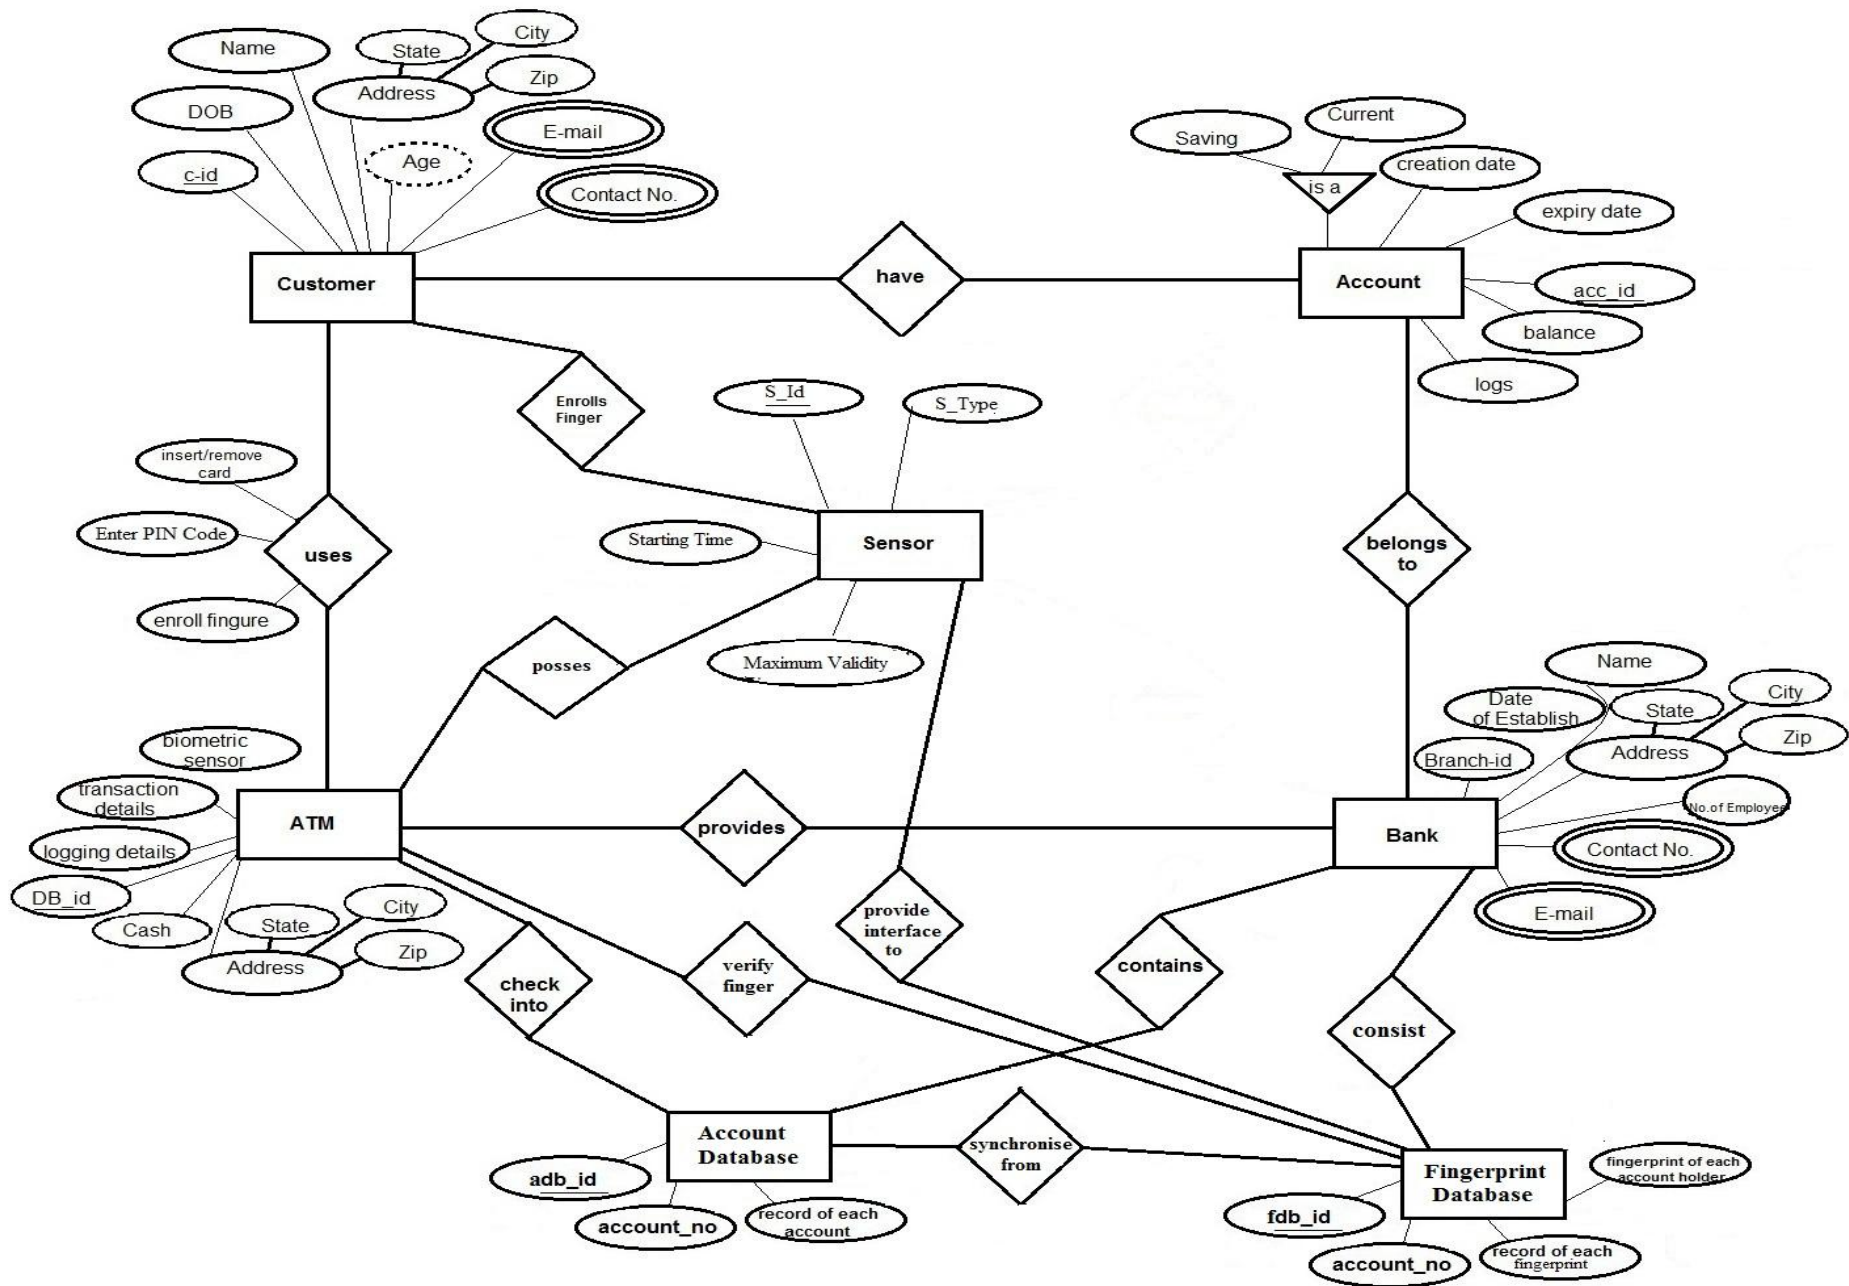 City
Name
State
Zip
Address
DOB
E-mail
Age
c-id
Contact No.
Current
Saving
creation date
is a
expiry date
Customer
have
Account
acc_id
balance
logs
S_Id
S_Type
Enrolls
Finger
insert/remove
card
Enter PIN Code
uses
Starting Time
Sensor
belongs
to
enroll fingure
posses
Maximum Validity
Name
City
Date
of Establish
State
Zip
Address
Branch-id
biometric
sensor
transaction
details
No.of Employee
ATM
provides
Bank
logging details
Contact No.
DB_id
City
State
Cash
Zip
Address
provide
interface
to
E-mail
check
into
verify
finger
contains
consist
Account
Database
synchronise
from
Fingerprint
Database
fingerprint of each
account holder
adb_id
account_no
record of each
account
fdb_id
account_no
record of each
fingerprint